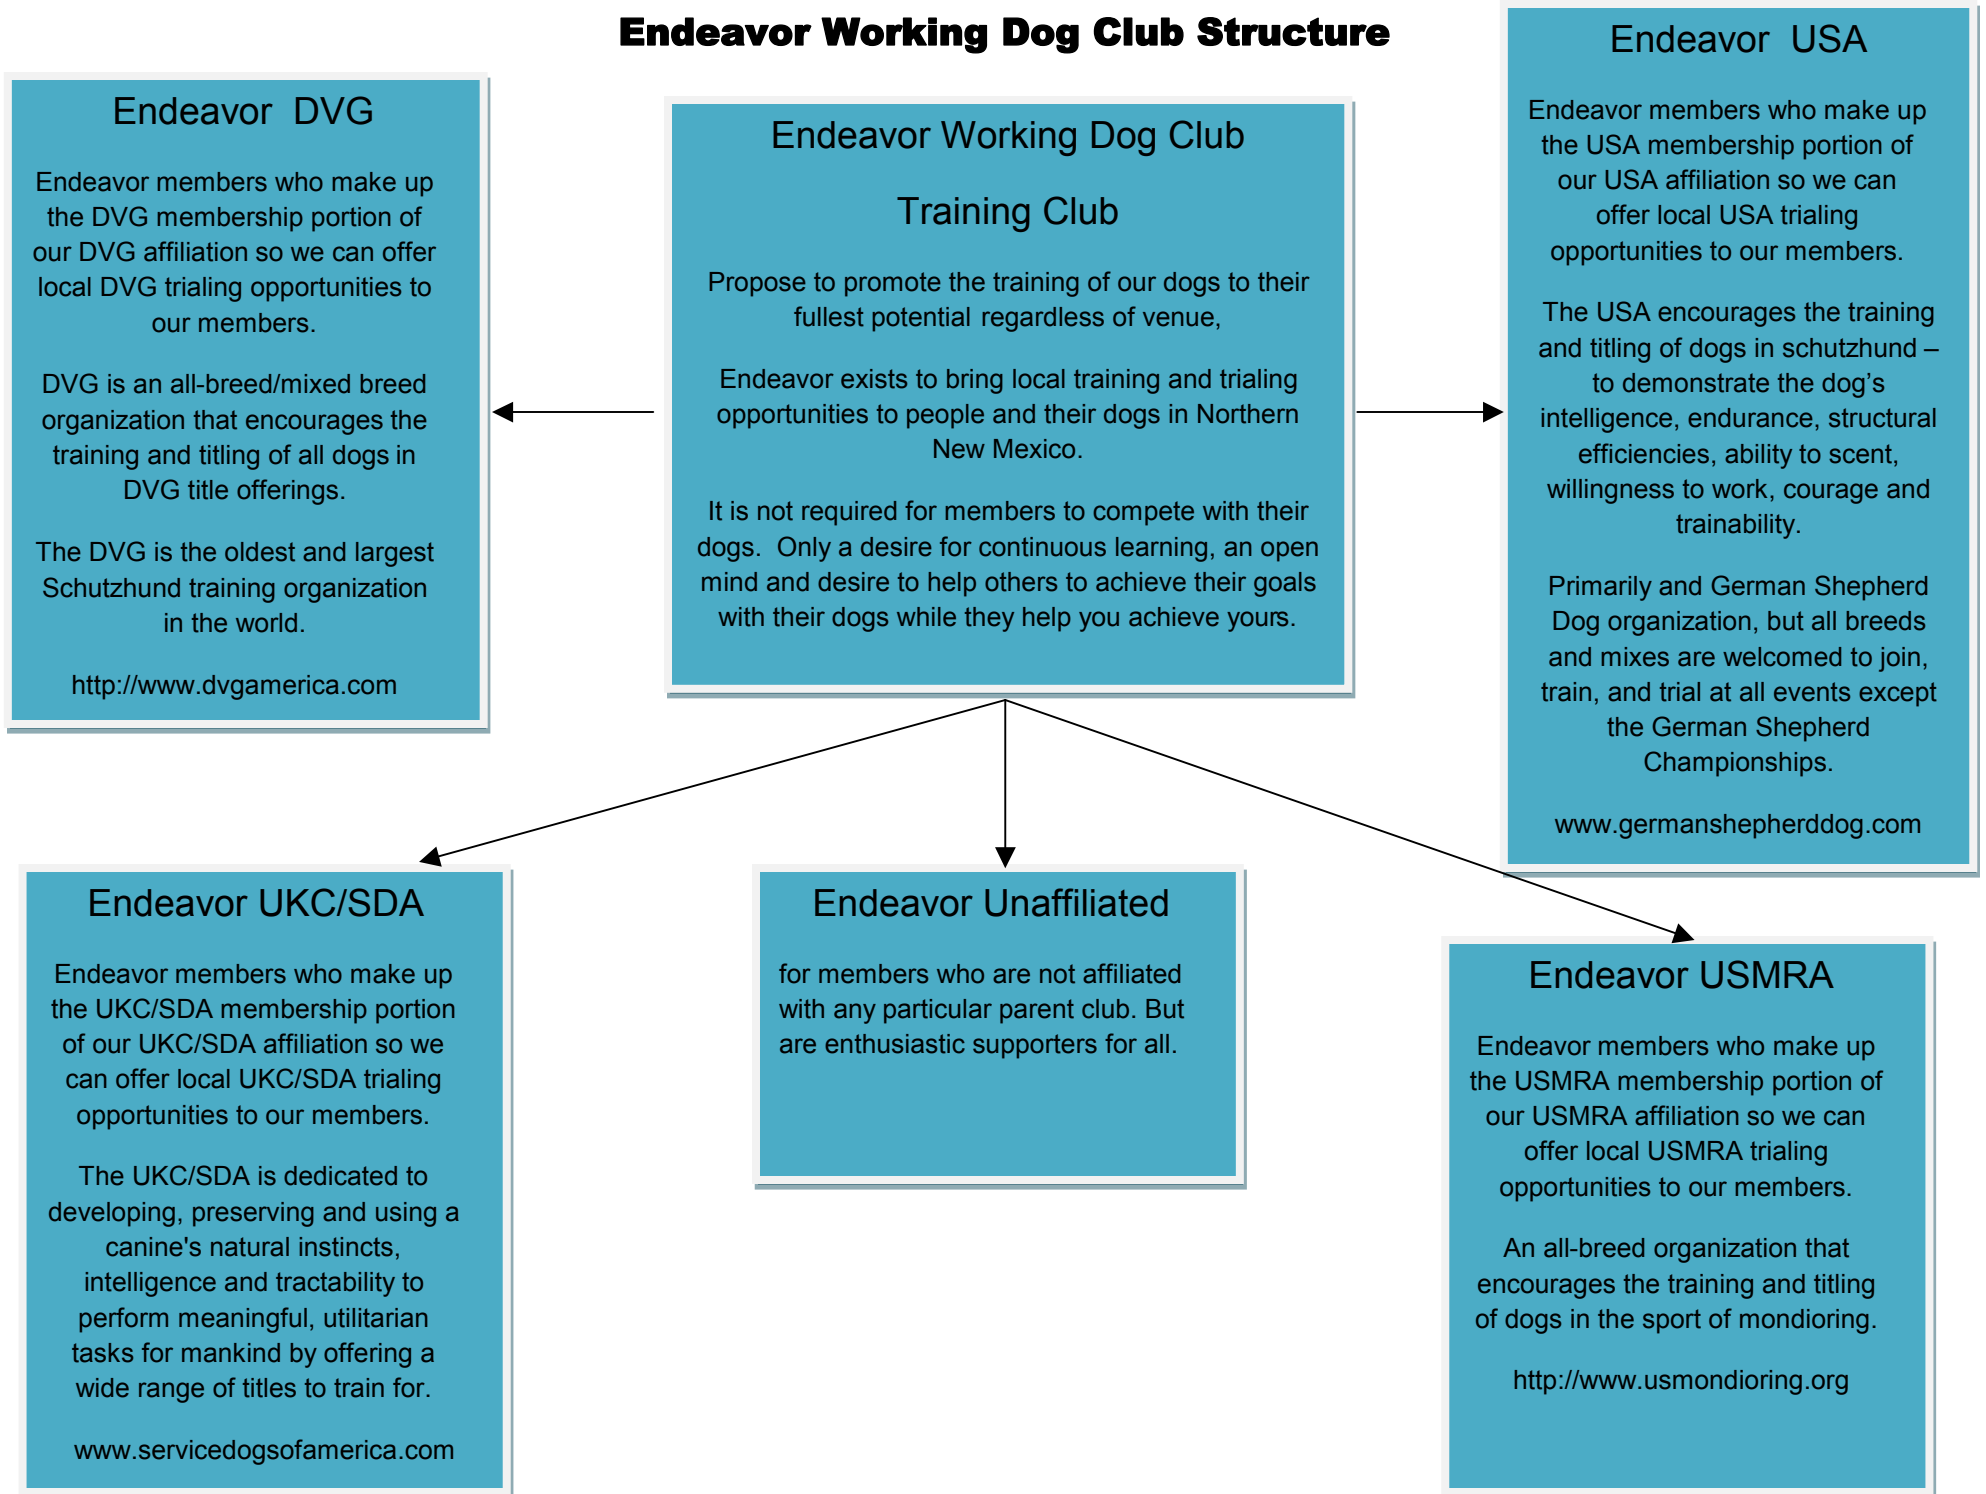 Endeavor Working Dog Club Structure
Endeavor DVG
Endeavor members who make up
the DVG membership portion of
our DVG affiliation so we can offer
local DVG trialing opportunities to
our members.
DVG is an all-breed/mixed breed
organization that encourages the
training and titling of all dogs in
DVG title offerings.
The DVG is the oldest and largest
Schutzhund training organization
in the world.
http://www.dvgamerica.com
Endeavor Working Dog Club
Training Club
Propose to promote the training of our dogs to their
fullest potential regardless of venue,
Endeavor exists to bring local training and trialing
opportunities to people and their dogs in Northern
New Mexico.
It is not required for members to compete with their
dogs. Only a desire for continuous learning, an open
mind and desire to help others to achieve their goals
with their dogs while they help you achieve yours.
Endeavor USA
Endeavor members who make up
the USA membership portion of
our USA affiliation so we can
offer local USA trialing
opportunities to our members.
The USA encourages the training
and titling of dogs in schutzhund –
to demonstrate the dog’s
intelligence, endurance, structural
efficiencies, ability to scent,
willingness to work, courage and
trainability.
Primarily and German Shepherd
Dog organization, but all breeds
and mixes are welcomed to join,
train, and trial at all events except
the German Shepherd
Championships.
www.germanshepherddog.com
Endeavor UKC/SDA
Endeavor members who make up
the UKC/SDA membership portion
of our UKC/SDA affiliation so we
can offer local UKC/SDA trialing
opportunities to our members.
The UKC/SDA is dedicated to
developing, preserving and using a
canine's natural instincts,
intelligence and tractability to
perform meaningful, utilitarian
tasks for mankind by offering a
wide range of titles to train for.
www.servicedogsofamerica.com
Endeavor Unaffiliated
for members who are not affiliated
with any particular parent club. But
are enthusiastic supporters for all.
Endeavor USMRA
Endeavor members who make up
the USMRA membership portion of
our USMRA affiliation so we can
offer local USMRA trialing
opportunities to our members.
An all-breed organization that
encourages the training and titling
of dogs in the sport of mondioring.
http://www.usmondioring.org